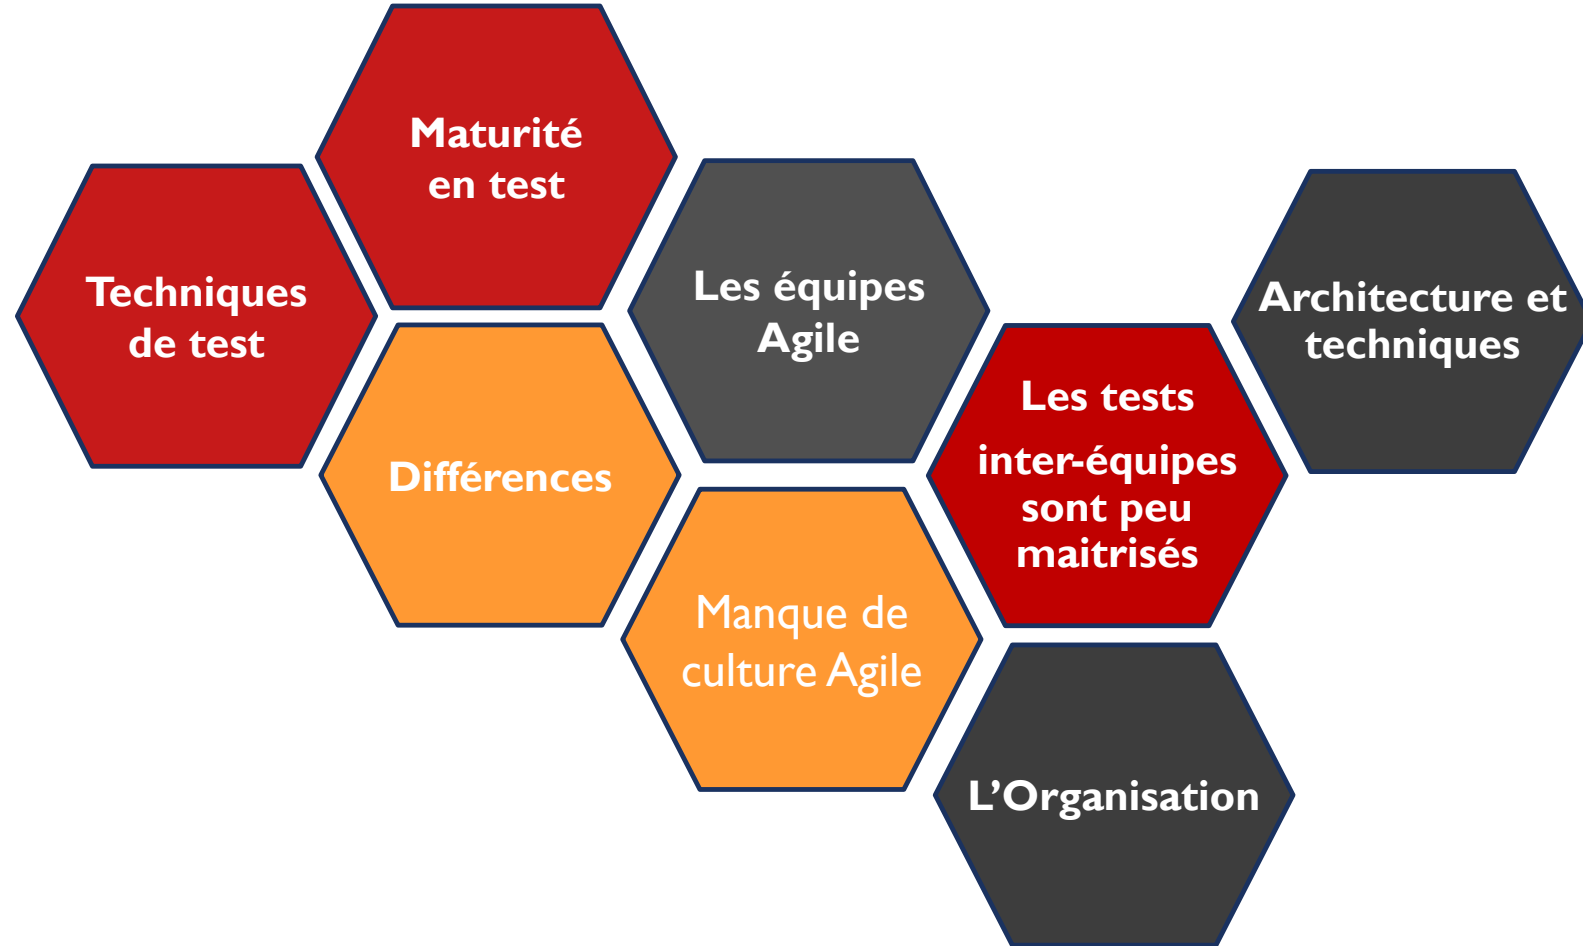 Maturité
en test
Techniques
de test
Les équipes
Agile
Architecture et
techniques
Différences
Les tests
inter-équipes
sont peu
maitrisés
Manque de
culture Agile
L’Organisation